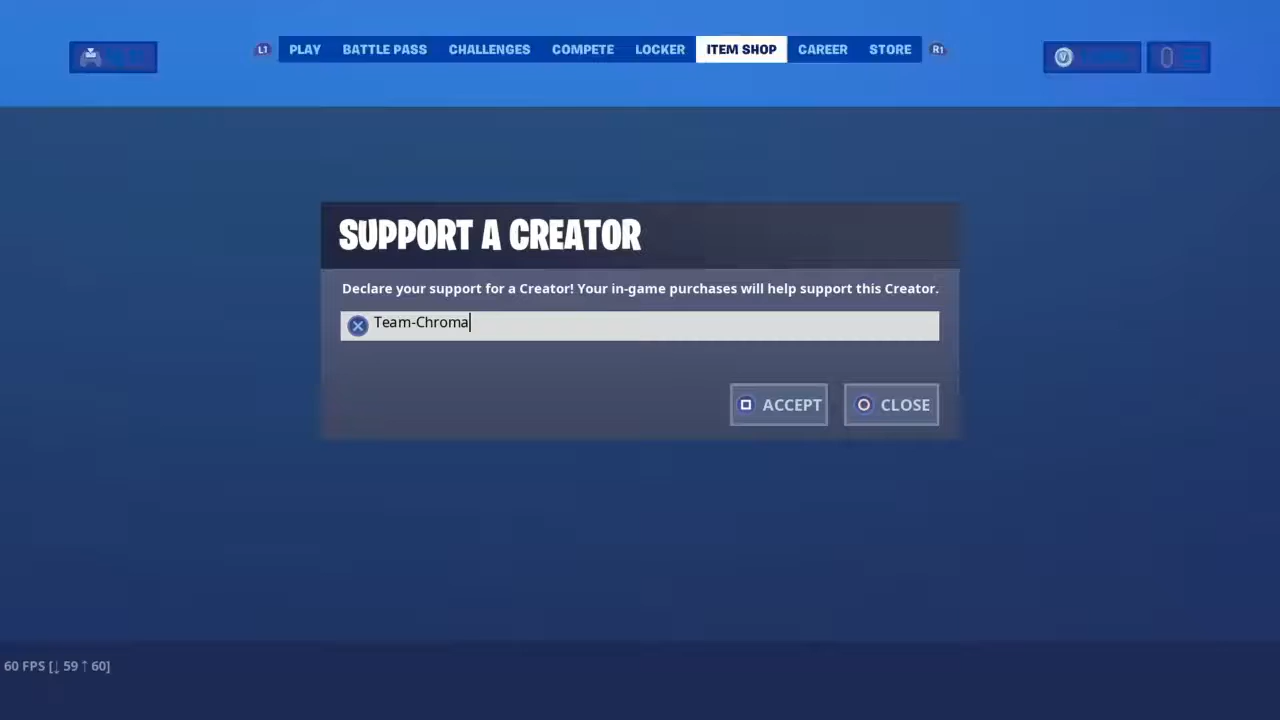 L1 PLAY BATTLE PASS CHALLENGES COMPETE LOCKER ITEM SHOP CAREER STORE R1
SUPPORT A CREATOR
Declare your support for a Creator! Your in-game purchases will help support this Creator.
Team-Chroma
ACCEPT CLOSE
60 FPS [↓ 59 ↑ 60]